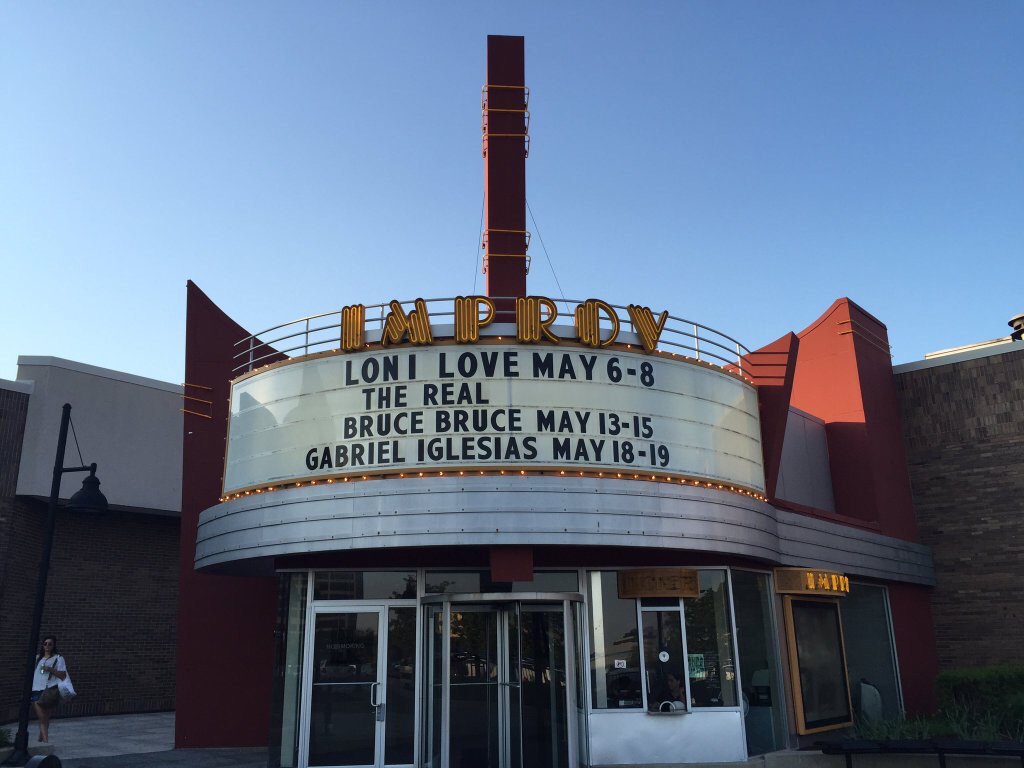 IMPROV
LONI LOVE MAY 6-8
THE REAL
BRUCE BRUCE MAY 13-15
GABRIEL IGLESIAS MAY 18-19
IMPROV